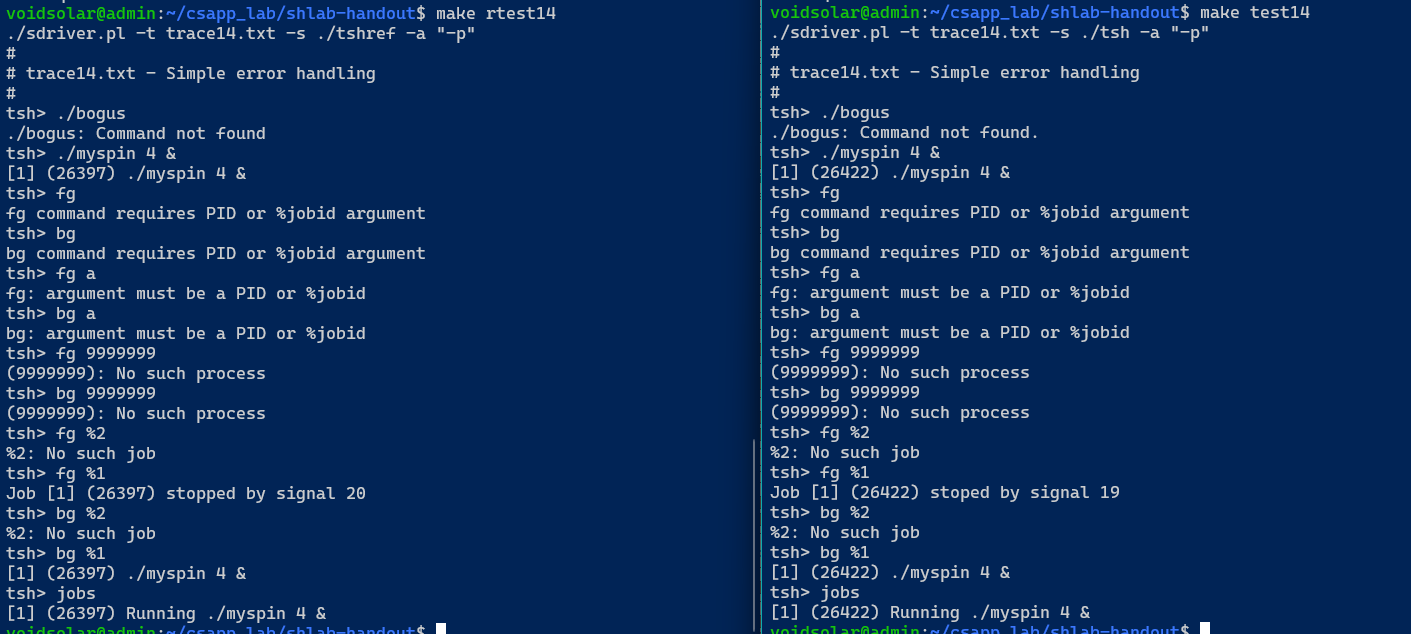 voidsolar@admin:~/csapp_lab/shlab-handout$ make rtest14
./sdriver.pl -t trace14.txt -s ./tshref -a "-p"
#
# trace14.txt - Simple error handling
#
tsh> ./bogus
./bogus: Command not found
tsh> ./myspin 4 &
[1] (26397) ./myspin 4 &
tsh> fg
fg command requires PID or %jobid argument
tsh> bg
bg command requires PID or %jobid argument
tsh> fg a
fg: argument must be a PID or %jobid
tsh> bg a
bg: argument must be a PID or %jobid
tsh> fg 9999999
(9999999): No such process
tsh> bg 9999999
(9999999): No such process
tsh> fg %2
%2: No such job
tsh> fg %1
Job [1] (26397) stopped by signal 20
tsh> bg %2
%2: No such job
tsh> bg %1
[1] (26397) ./myspin 4 &
tsh> jobs
[1] (26397) Running ./myspin 4 &
voidsolar@admin:~/csapp_lab/shlab-handout$
voidsolar@admin:~/csapp_lab/shlab-handout$ make test14
./sdriver.pl -t trace14.txt -s ./tsh -a "-p"
#
# trace14.txt - Simple error handling
#
tsh> ./bogus
./bogus: Command not found.
tsh> ./myspin 4 &
[1] (26422) ./myspin 4 &
tsh> fg
fg command requires PID or %jobid argument
tsh> bg
bg command requires PID or %jobid argument
tsh> fg a
fg: argument must be a PID or %jobid
tsh> bg a
bg: argument must be a PID or %jobid
tsh> fg 9999999
(9999999): No such process
tsh> bg 9999999
(9999999): No such process
tsh> fg %2
%2: No such job
tsh> fg %1
Job [1] (26422) stoped by signal 19
tsh> bg %2
%2: No such job
tsh> bg %1
[1] (26422) ./myspin 4 &
tsh> jobs
[1] (26422) Running ./myspin 4 &
voidsolar@admin:~/csapp_lab/shlab-handout$